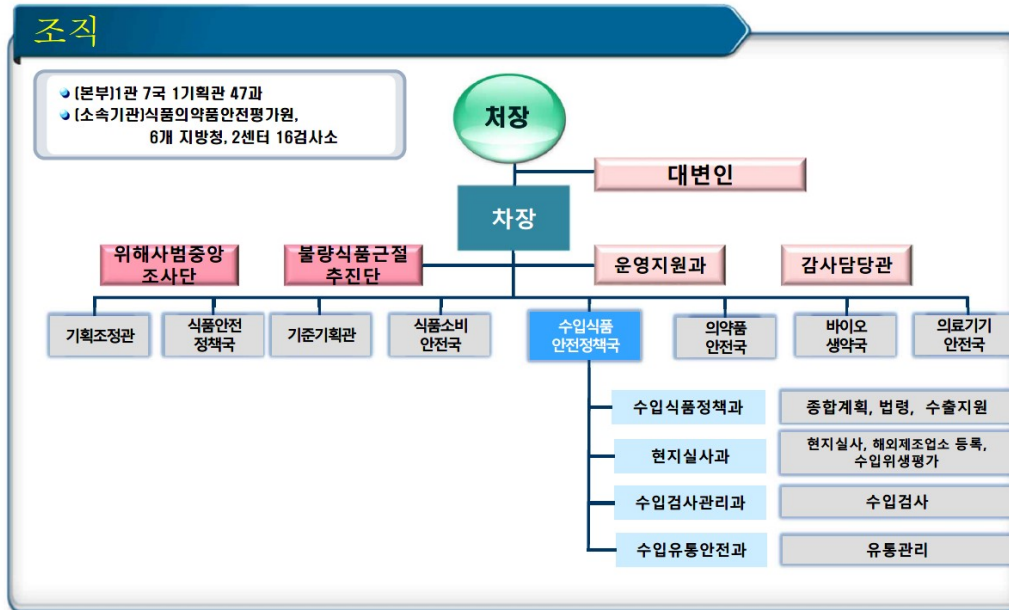 조직
(본부)1관 7국 1기획관 47과
(소속기관)식품의약품안전평가원,
6개 지방청, 2센터 16검사소
처장
대변인
차장
위해사범중앙
조사단
불량식품근절
추진단
운영지원과
감사담당관
기획조정관
식품안전
정책국
기준기획관
식품소비
안전국
수입식품
안전정책국
의약품
안전국
바이오
생약국
의료기기
안전국
수입식품정책과
종합계획, 법령, 수출지원
현지실사과
현지실사, 해외제조업소 등록,
수입위생평가
수입검사관리과
수입검사
수입유통안전과
유통관리